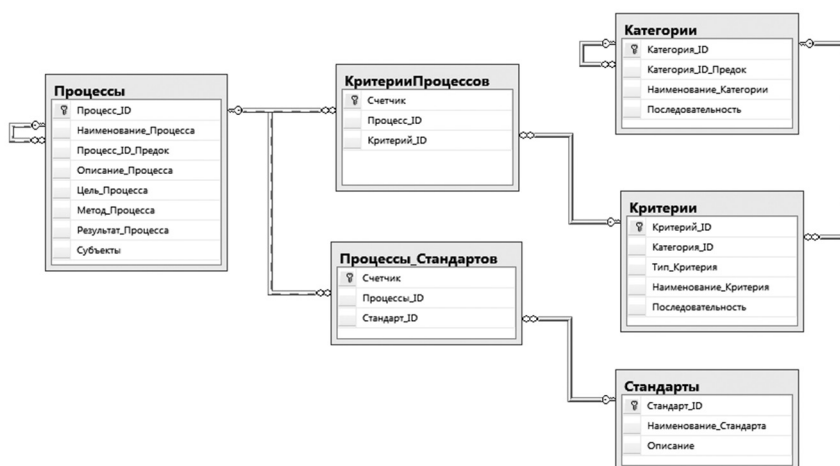 Процессы
Процесс_ID
Наименование_Процесса
Процесс_ID_Предок
Описание_Процесса
Цель_Процесса
Метод_Процесса
Результат_Процесса
Субъекты
КритерииПроцессов
Счетчик
Процесс_ID
Критерий_ID
Процессы_Стандартов
Счетчик
Процессы_ID
Стандарт_ID
Категории
Категория_ID
Категория_ID_Предок
Наименование_Категории
Последовательность
Критерии
Критерий_ID
Категория_ID
Тип_Критерия
Наименование_Критерия
Последовательность
Стандарты
Стандарт_ID
Наименование_Стандарта
Описание